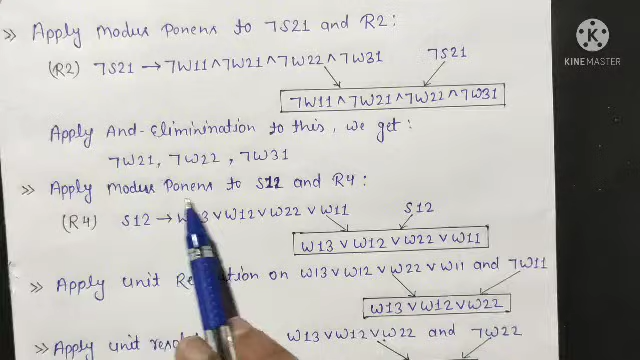 >> Apply Modus Ponens to ¬S21 and R2:
(R2) ¬S21 → ¬W11 ∧ ¬W21 ∧ ¬W22 ∧ ¬W31 ¬S21
¬W11 ∧ ¬W21 ∧ ¬W22 ∧ ¬W31
Apply And-Eliminination to this, we get:
¬W21, ¬W22, ¬W31
>> Apply Modus Ponens to S12 and R4:
(R4) S12 → W13 ∨ W12 ∨ W22 ∨ W11 S12
W13 ∨ W12 ∨ W22 ∨ W11
>> Apply Unit on W13 ∨ W12 ∨ W22 ∨ W11 and ¬W11
W13 ∨ W12 ∨ W22
>> Apply unit W13 ∨ W12 ∨ W22 and ¬W22
KINEMASTER